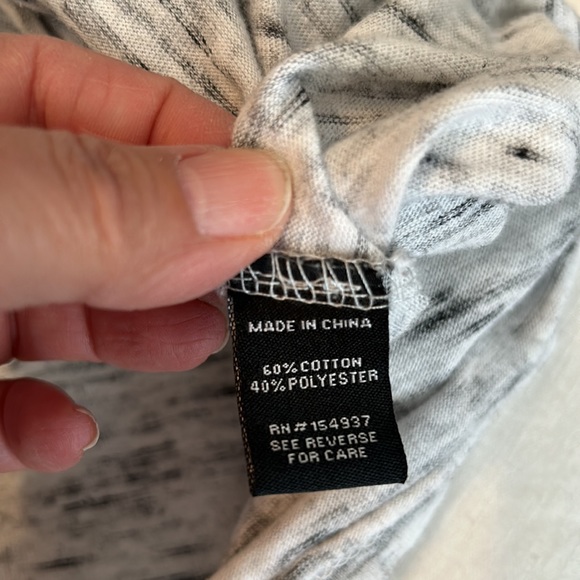 MADE IN CHINA
60% COTTON
40% POLYESTER
RN# 154937
SEE REVERSE
FOR CARE